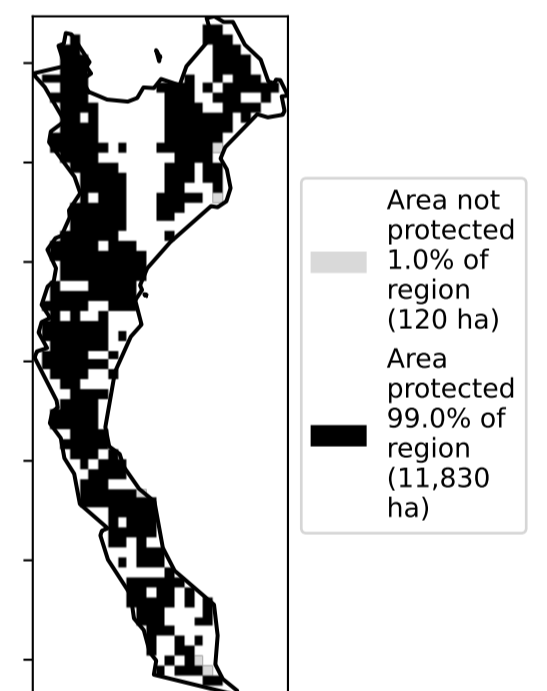 Area not
protected
1.0% of
region
(120 ha)
Area
protected
99.0% of
region
(11,830
ha)